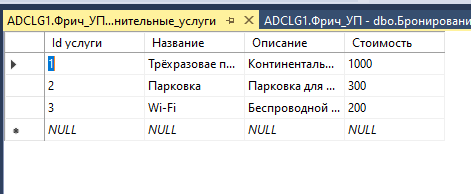 ADCLG1.Фрич_УП...нительные_услуги ADCLG1.Фрич_УП - dbo.Бронировани
Id услуги Название Описание Стоимость
1 Трёхразовое п... Континенталь... 1000
2 Парковка Парковка для ... 300
3 Wi-Fi Беспроводной ... 200
NULL NULL NULL NULL